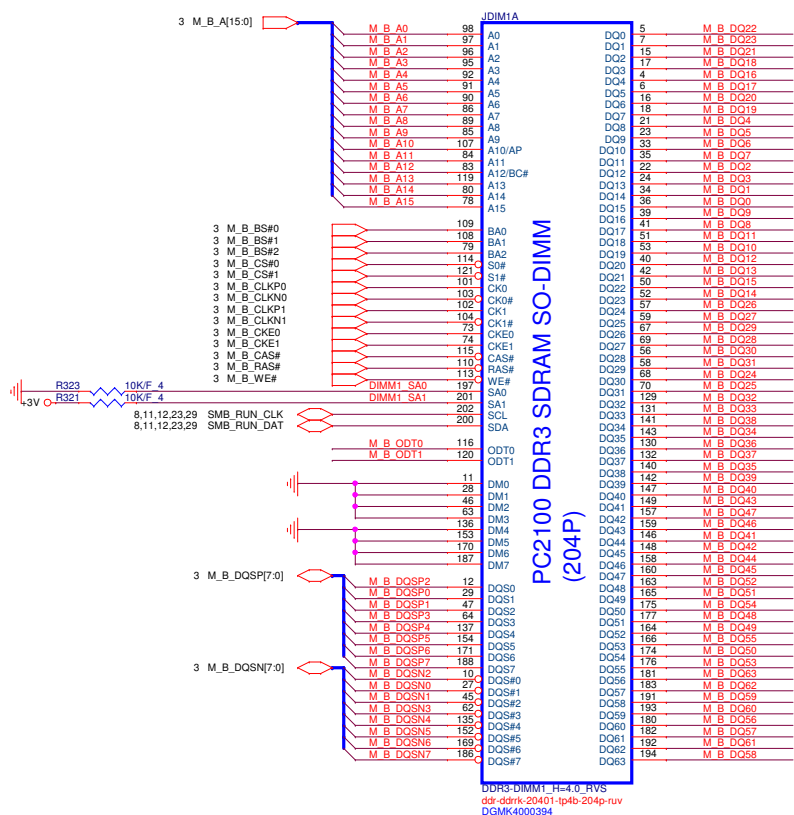 JDIM1A
3 M_B_A[15:0]
M_B_A0 98 A0
M_B_A1 97 A1
M_B_A2 96 A2
M_B_A3 95 A3
M_B_A4 92 A4
M_B_A5 91 A5
M_B_A6 90 A6
M_B_A7 86 A7
M_B_A8 89 A8
M_B_A9 85 A9
M_B_A10 107 A10/AP
M_B_A11 84 A11
M_B_A12 83 A12/BC#
M_B_A13 119 A13
M_B_A14 80 A14
M_B_A15 78 A15
3 M_B_BS#0 109 BA0
3 M_B_BS#1 108 BA1
3 M_B_BS#2 79 BA2
3 M_B_CS#0 114 S0#
3 M_B_CS#1 121 S1#
3 M_B_CLKP0 101 CK0
3 M_B_CLKN0 103 CK0#
3 M_B_CLKP1 102 CK1
3 M_B_CLKN1 104 CK1#
3 M_B_CKE0 73 CKE0
3 M_B_CKE1 74 CKE1
3 M_B_CAS# 115 CAS#
3 M_B_RAS# 110 RAS#
3 M_B_WE# 113 WE#
R323 10K/F_4 DIMM1_SA0 197 SA0
+3V R321 10K/F_4 DIMM1_SA1 201 SA1
8,11,12,23,29 SMB_RUN_CLK 202 SCL
8,11,12,23,29 SMB_RUN_DAT 200 SDA
M_B_ODT0 116 ODT0
M_B_ODT1 120 ODT1
11 DM0
28 DM1
46 DM2
63 DM3
136 DM4
153 DM5
170 DM6
187 DM7
3 M_B_DQSP[7:0]
M_B_DQSP2 12 DQS0
M_B_DQSP0 29 DQS1
M_B_DQSP1 47 DQS2
M_B_DQSP3 64 DQS3
M_B_DQSP4 137 DQS4
M_B_DQSP5 154 DQS5
M_B_DQSP6 171 DQS6
M_B_DQSP7 188 DQS7
3 M_B_DQSN[7:0]
M_B_DQSN2 10 DQS#0
M_B_DQSN0 27 DQS#1
M_B_DQSN1 45 DQS#2
M_B_DQSN3 62 DQS#3
M_B_DQSN4 135 DQS#4
M_B_DQSN5 152 DQS#5
M_B_DQSN6 169 DQS#6
M_B_DQSN7 186 DQS#7
PC2100 DDR3 SDRAM SO-DIMM
(204P)
DQ0 5 M_B_DQ22
DQ1 7 M_B_DQ23
DQ2 15 M_B_DQ21
DQ3 17 M_B_DQ18
DQ4 4 M_B_DQ16
DQ5 6 M_B_DQ17
DQ6 16 M_B_DQ20
DQ7 18 M_B_DQ19
DQ8 21 M_B_DQ4
DQ9 23 M_B_DQ5
DQ10 33 M_B_DQ6
DQ11 35 M_B_DQ7
DQ12 22 M_B_DQ2
DQ13 24 M_B_DQ3
DQ14 34 M_B_DQ1
DQ15 36 M_B_DQ0
DQ16 39 M_B_DQ9
DQ17 41 M_B_DQ8
DQ18 51 M_B_DQ11
DQ19 53 M_B_DQ10
DQ20 40 M_B_DQ12
DQ21 42 M_B_DQ13
DQ22 50 M_B_DQ15
DQ23 52 M_B_DQ14
DQ24 57 M_B_DQ26
DQ25 59 M_B_DQ27
DQ26 67 M_B_DQ29
DQ27 69 M_B_DQ28
DQ28 56 M_B_DQ30
DQ29 58 M_B_DQ31
DQ30 68 M_B_DQ24
DQ31 70 M_B_DQ25
DQ32 129 M_B_DQ32
DQ33 131 M_B_DQ33
DQ34 141 M_B_DQ38
DQ35 143 M_B_DQ34
DQ36 130 M_B_DQ36
DQ37 132 M_B_DQ37
DQ38 140 M_B_DQ35
DQ39 142 M_B_DQ39
DQ40 147 M_B_DQ40
DQ41 149 M_B_DQ43
DQ42 157 M_B_DQ47
DQ43 159 M_B_DQ46
DQ44 146 M_B_DQ41
DQ45 148 M_B_DQ42
DQ46 158 M_B_DQ44
DQ47 160 M_B_DQ45
DQ48 163 M_B_DQ52
DQ49 165 M_B_DQ51
DQ50 175 M_B_DQ54
DQ51 177 M_B_DQ48
DQ52 164 M_B_DQ49
DQ53 166 M_B_DQ55
DQ54 174 M_B_DQ50
DQ55 176 M_B_DQ53
DQ56 181 M_B_DQ63
DQ57 183 M_B_DQ62
DQ58 191 M_B_DQ59
DQ59 193 M_B_DQ60
DQ60 180 M_B_DQ56
DQ61 182 M_B_DQ57
DQ62 192 M_B_DQ61
DQ63 194 M_B_DQ58
DDR3-DIMM1_H=4.0_RVS
ddr-ddrrk-20401-tp4b-204p-ruv
DGMK4000394